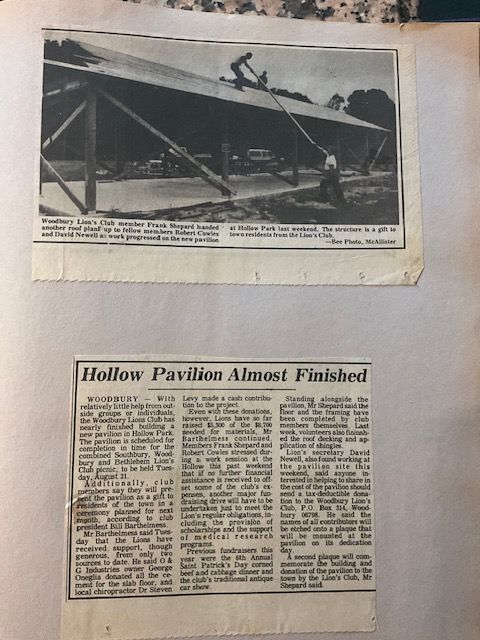 Woodbury Lion's Club member Frank Shepard handed
another roof plank up to fellow members Robert Cowles
and David Newell as work progressed on the new pavilion
at Hollow Park last weekend. The structure is a gift to
town residents from the Lion's Club.
—Bee Photo, McAllister
Hollow Pavilion Almost Finished
WOODBURY — With
relatively little help from out-
side groups or individuals,
the Woodbury Lions Club has
nearly finished building a
new pavilion in Hollow Park.
The pavilion is scheduled for
completion in time for the
combined Southbury, Wood-
bury and Bethlehem Lion's
Club picnic, to be held Tues-
day, August 21.
Additionally, club
members say they will pre-
sent the pavilion as a gift to
residents of the town in a
ceremony planned for next
month, according to club
president Bill Barthelmess.
Mr Barthelmess said Tues-
day that the Lions have
received support, though
generous, from only two
sources to date. He said O &
G Industries owner George
Oneglia donated all the ce-
ment for the slab floor, and
local chiropractor Dr Steven
Levy made a cash contribu-
tion to the project.
Even with these donations,
however, Lions have so far
raised $5,500 of the $8,700
needed for materials, Mr
Barthelmess continued.
Members Frank Shepard and
Robert Cowles stressed dur-
ing a work session at the
Hollow this past weekend
that if no further financial
assistance is received to off-
set some of the club's ex-
penses, another major fun-
draising drive will have to be
undertaken just to meet the
Lion's regular obligations, in-
cluding the provision of
scholarships and the support
of medical research
programs.
Previous fundraisers this
year were the 6th Annual
Saint Patrick's Day corned
beef and cabbage dinner and
the club's traditional antique
car show.
Standing alongside the
pavilion, Mr Shepard said the
floor and the framing have
been completed by club
members themselves. Last
week, volunteers also finish-
ed the roof decking and ap-
plication of shingles.
Lion's secretary David
Newell, also found working at
the pavilion site this
weekend, said anyone in-
terested in helping to share in
the cost of the pavilion should
send a tax-deductible dona-
tion to the Woodbury Lion's
Club, P.O. Box 314, Wood-
bury 06798. He said the
names of all contributors will
be etched onto a plaque that
will be mounted at the
pavilion on its dedication
day.
A second plaque will com-
memorate the building and
donation of the pavilion to the
town by the Lion's Club, Mr
Shepard said.